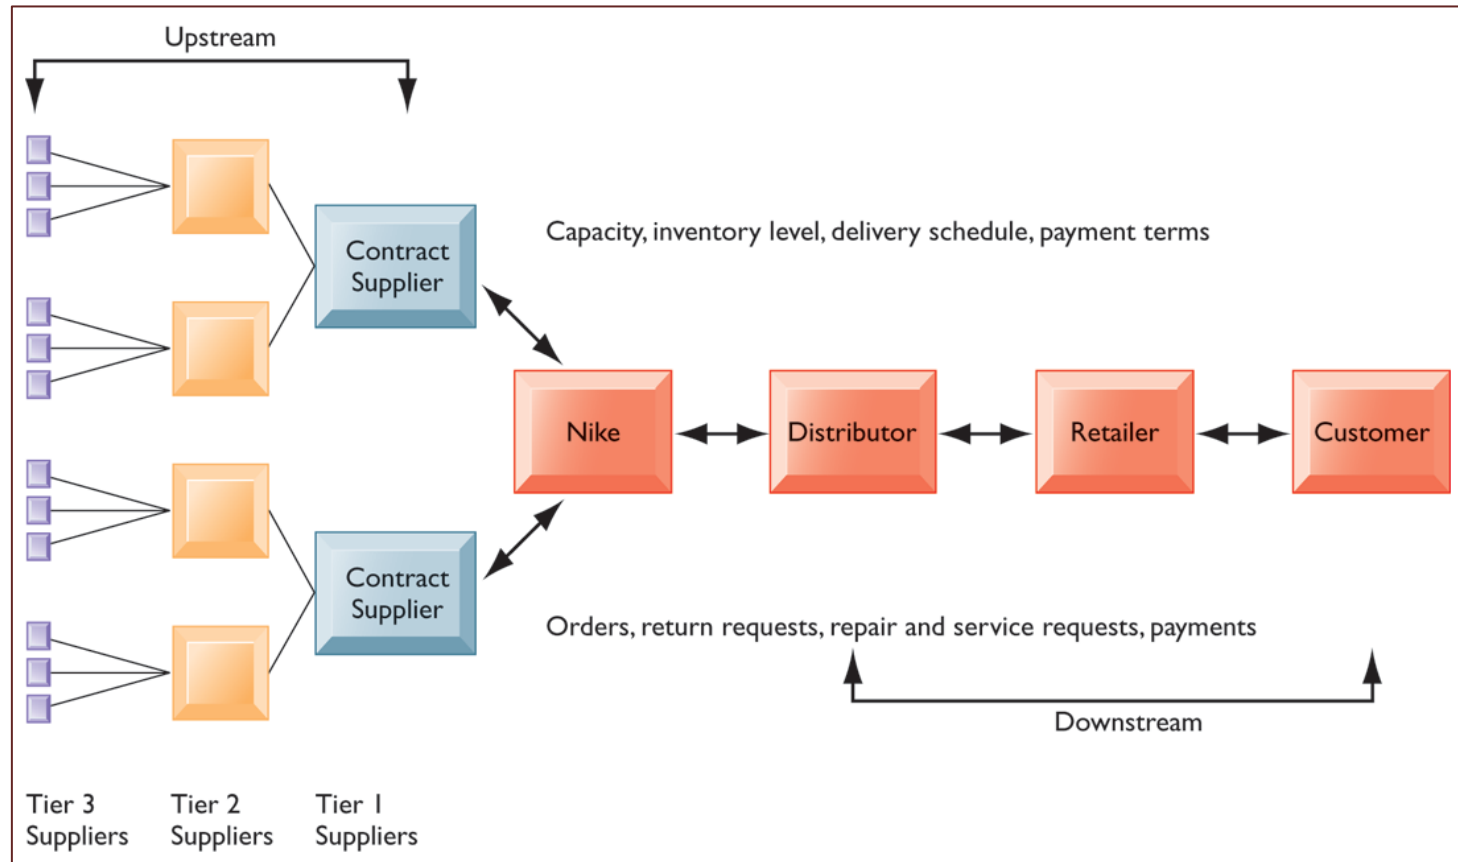 Upstream
Contract
Supplier
Capacity, inventory level, delivery schedule, payment terms
Nike
Distributor
Retailer
Customer
Contract
Supplier
Orders, return requests, repair and service requests, payments
Downstream
Tier 3
Suppliers
Tier 2
Suppliers
Tier 1
Suppliers